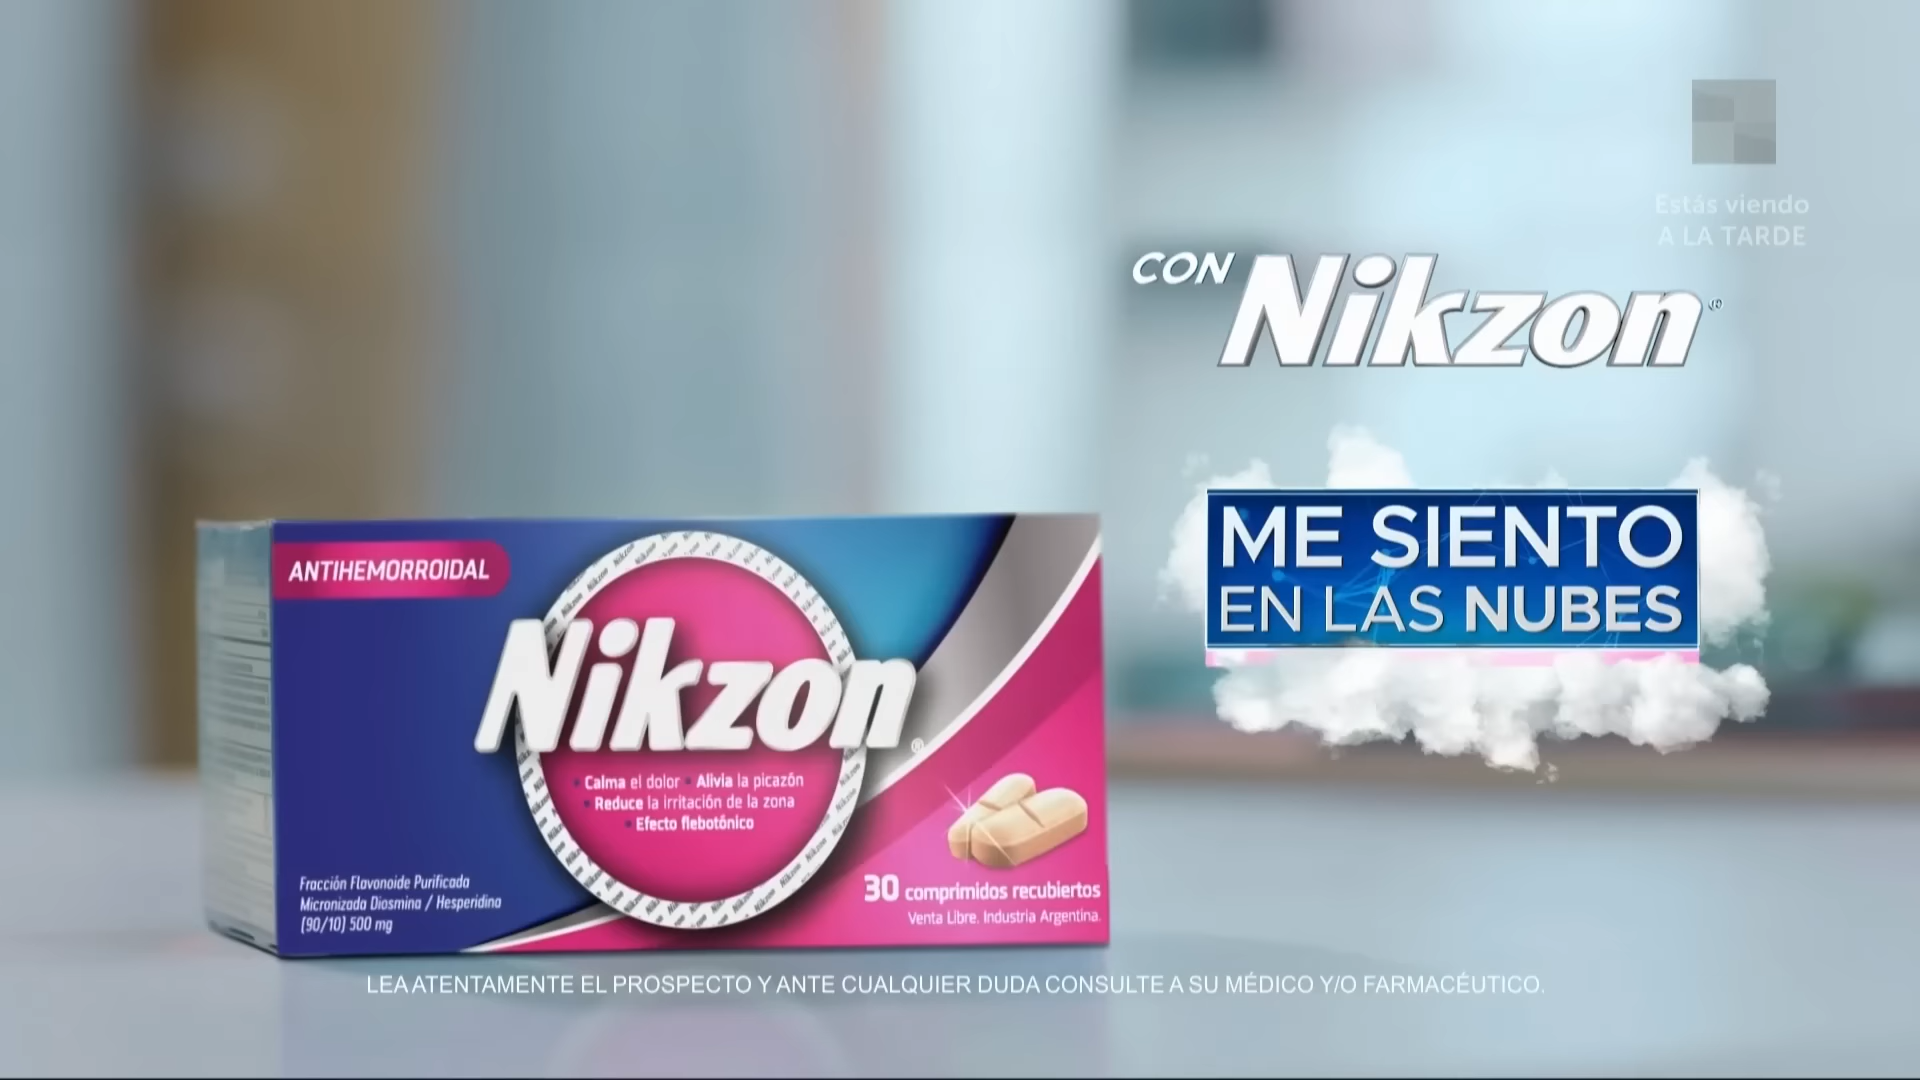 Estás viendo
A LA TARDE
CON Nikzon®
ME SIENTO
EN LAS NUBES
ANTIHEMORROIDAL
Nikzon®
• Calma el dolor • Alivia la picazón
• Reduce la irritación de la zona
• Efecto flebotónico
Fracción Flavonoide Purificada
Micronizada Diosmina / Hesperidina
(90/10) 500 mg
30 comprimidos recubiertos
Venta Libre. Industria Argentina.
LEA ATENTAMENTE EL PROSPECTO Y ANTE CUALQUIER DUDA CONSULTE A SU MÉDICO Y/O FARMACÉUTICO.